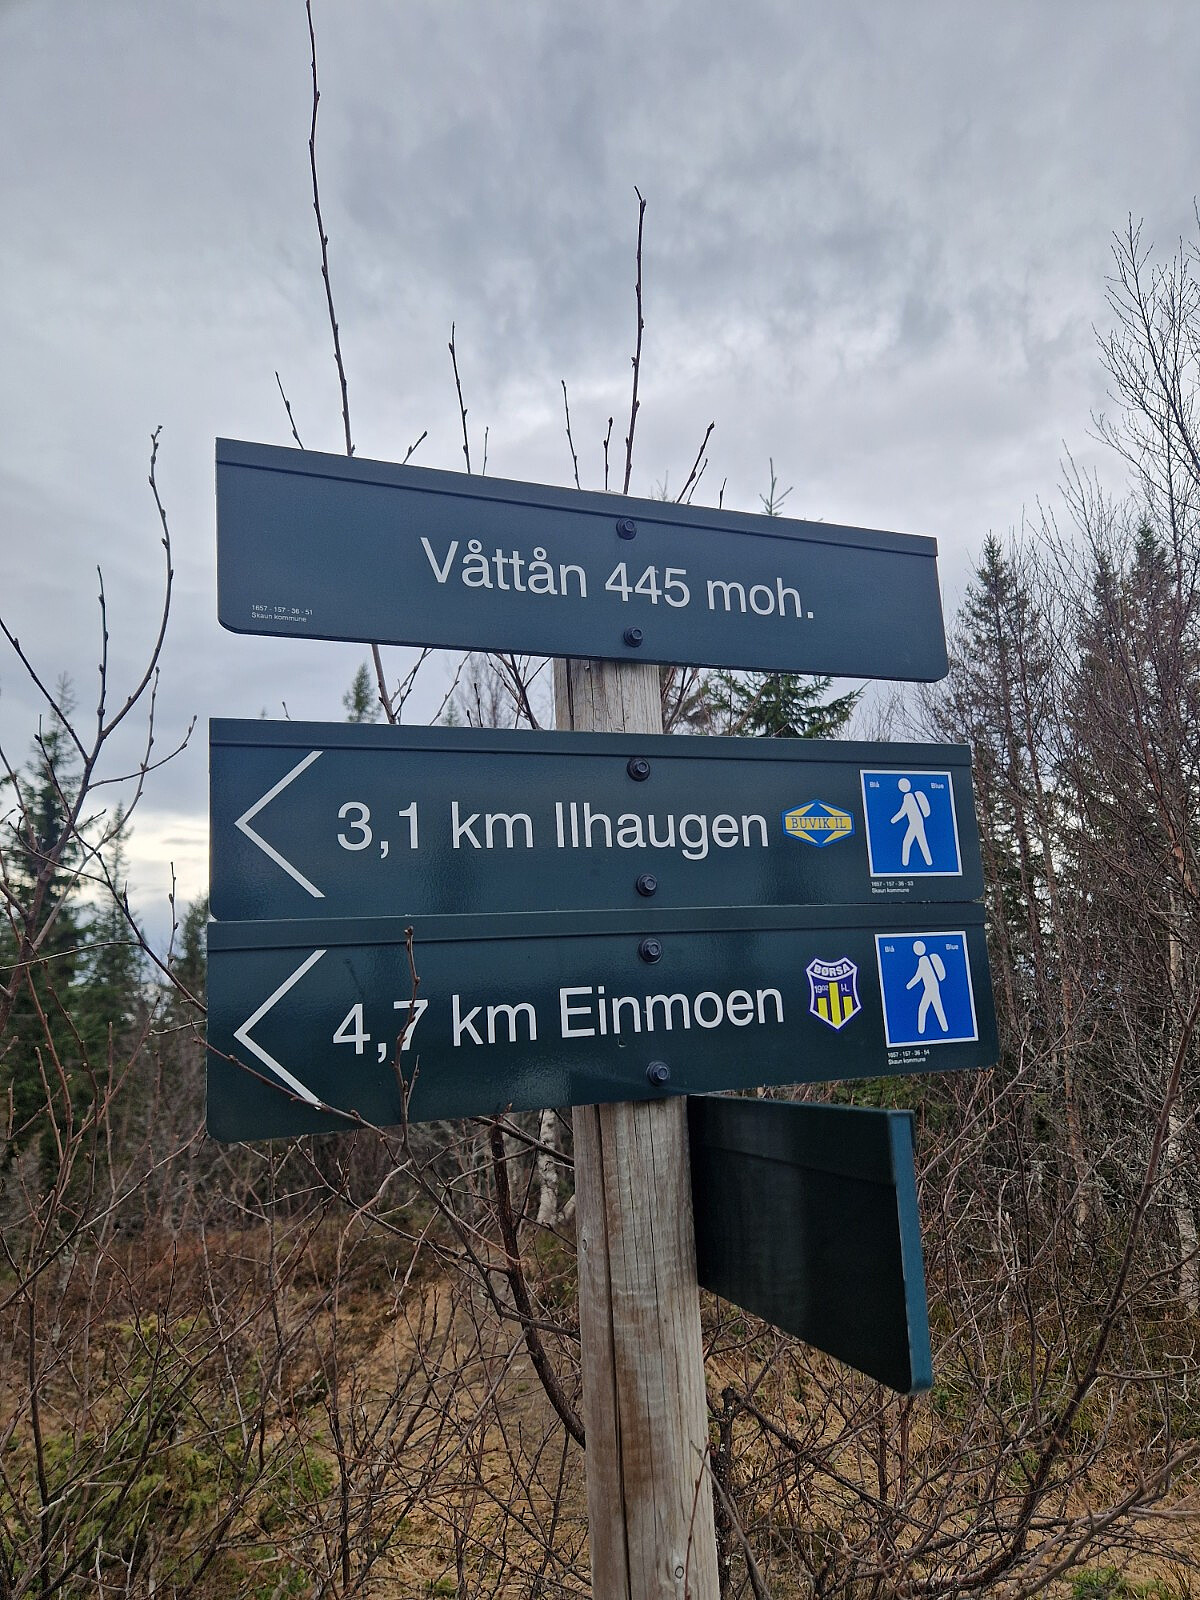 Våttån 445 moh.
1657 - 157 - 36 - 51
Skaun kommune
3,1 km Ilhaugen
BUVIK IL
Blå Blue
1657 - 157 - 36 - 53
Skaun kommune
4,7 km Einmoen
BØRSA
1902 IL
Blå Blue
1657 - 157 - 36 - 54
Skaun kommune